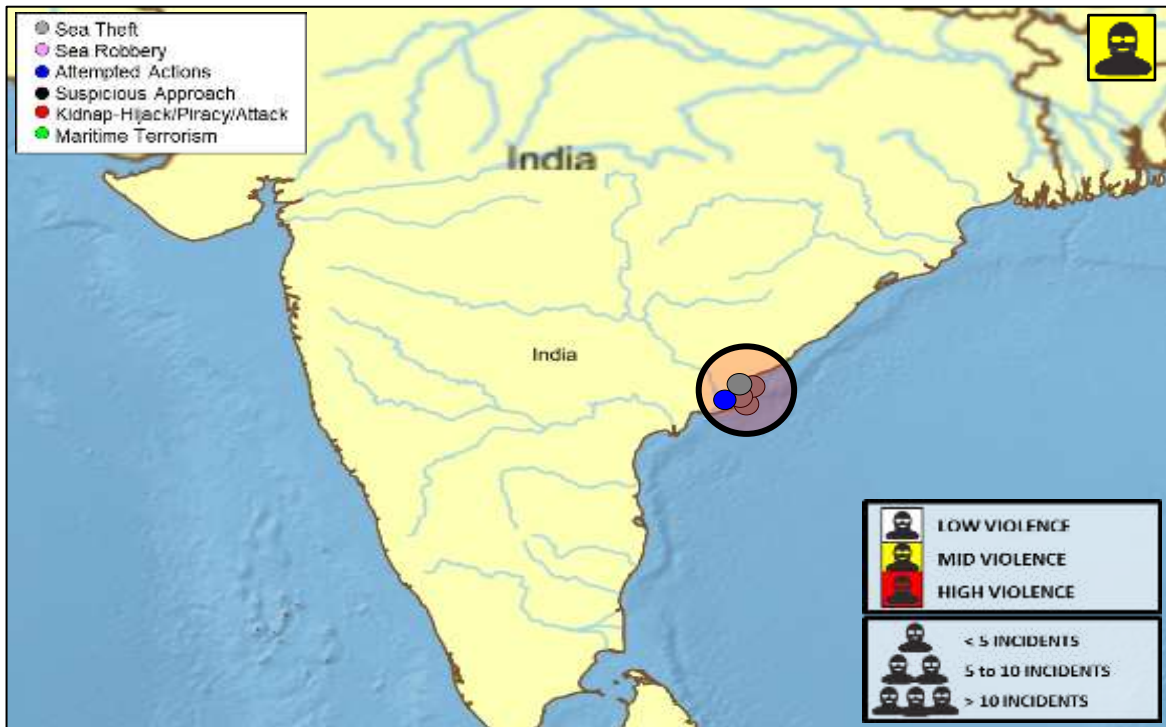 Sea Theft
Sea Robbery
Attempted Actions
Suspicious Approach
Kidnap-Hijack/Piracy/Attack
Maritime Terrorism
India
India
LOW VIOLENCE
MID VIOLENCE
HIGH VIOLENCE
< 5 INCIDENTS
5 to 10 INCIDENTS
> 10 INCIDENTS